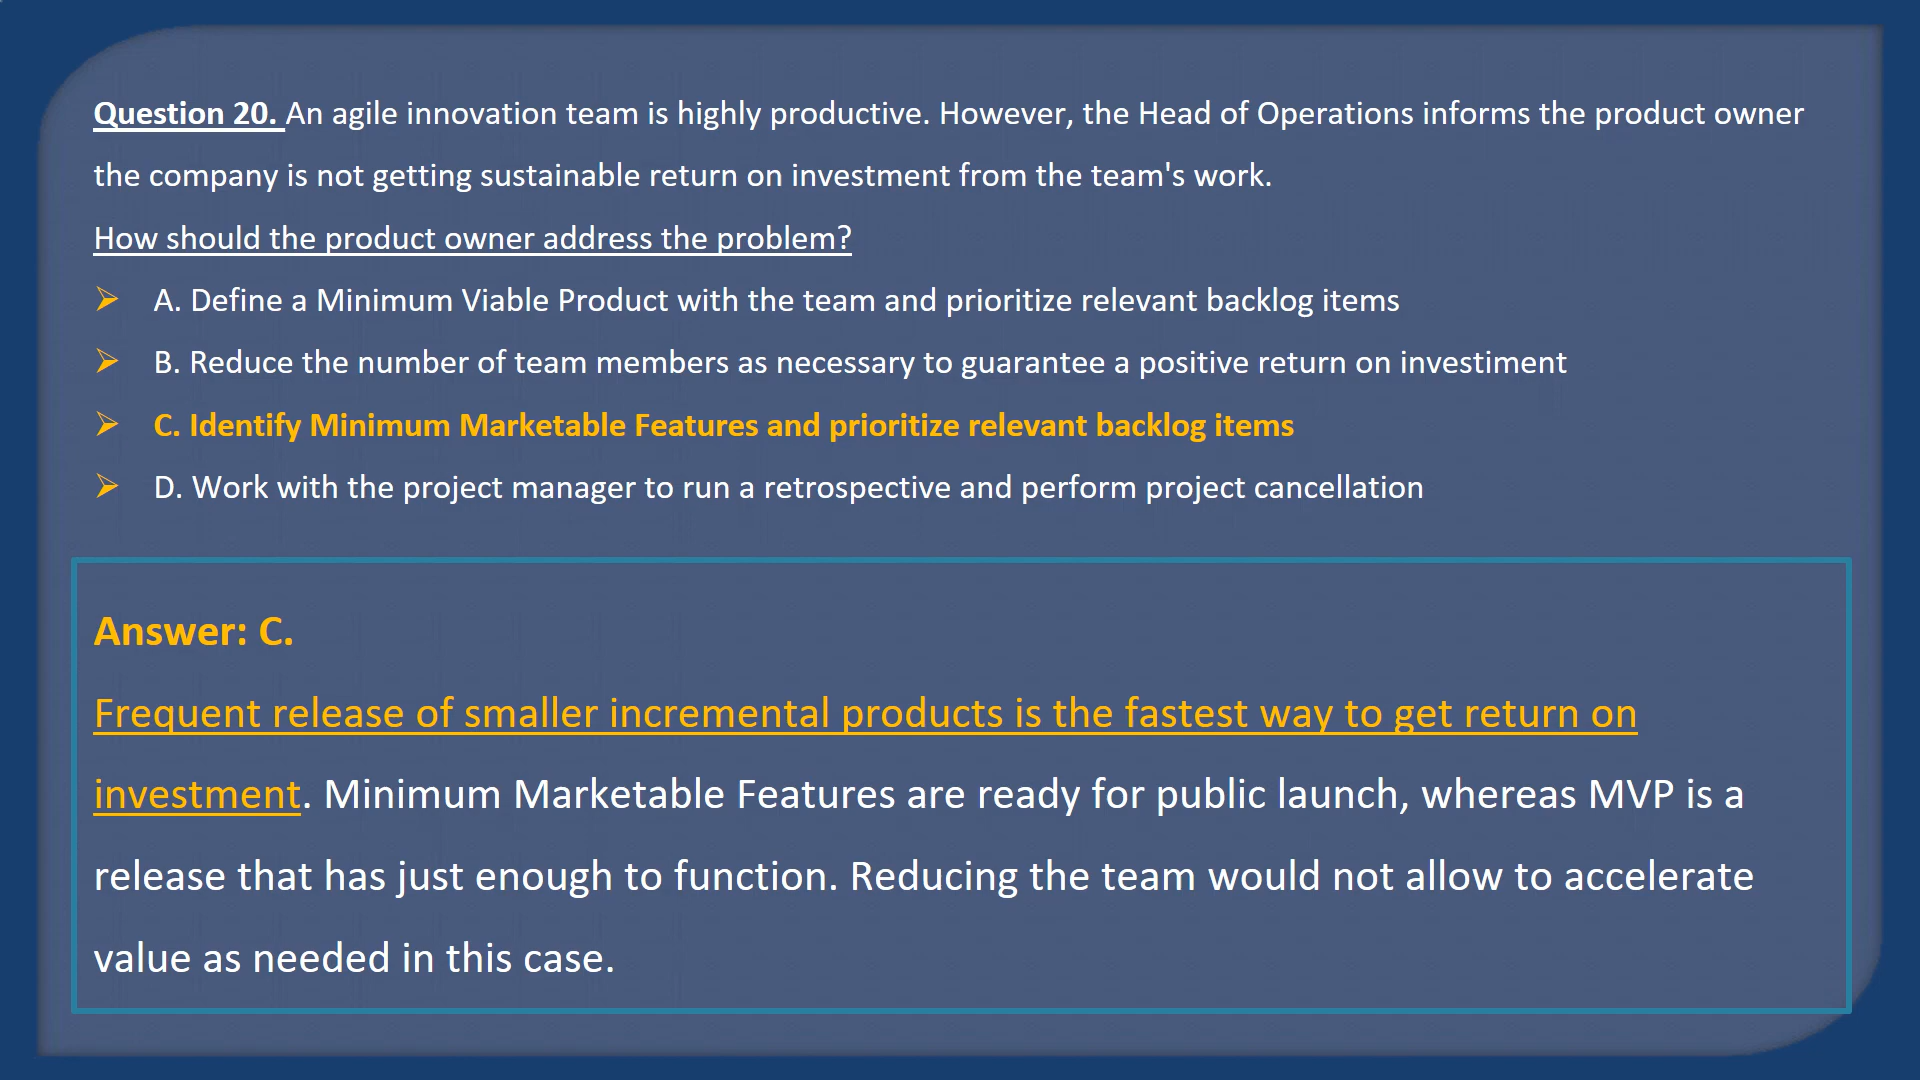 Question 20. An agile innovation team is highly productive. However, the Head of Operations informs the product owner
the company is not getting sustainable return on investment from the team's work.
How should the product owner address the problem?
A. Define a Minimum Viable Product with the team and prioritize relevant backlog items
B. Reduce the number of team members as necessary to guarantee a positive return on investiment
C. Identify Minimum Marketable Features and prioritize relevant backlog items
D. Work with the project manager to run a retrospective and perform project cancellation
Answer: C.
Frequent release of smaller incremental products is the fastest way to get return on
investment. Minimum Marketable Features are ready for public launch, whereas MVP is a
release that has just enough to function. Reducing the team would not allow to accelerate
value as needed in this case.